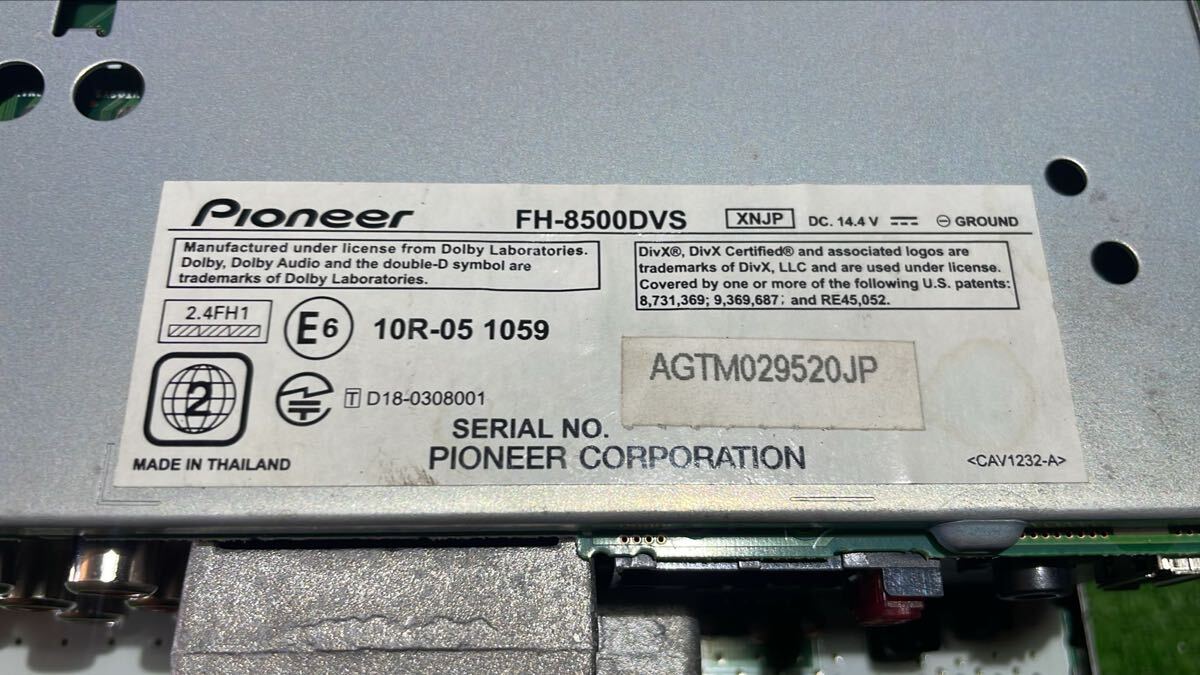 Pioneer FH-8500DVS XNJP DC. 14.4 V ⎓ ⊖ GROUND
Manufactured under license from Dolby Laboratories.
Dolby, Dolby Audio and the double-D symbol are
trademarks of Dolby Laboratories.
DivX®, DivX Certified® and associated logos are
trademarks of DivX, LLC and are used under license.
Covered by one or more of the following U.S. patents:
8,731,369; 9,369,687; and RE45,052.
2.4FH1
E6 10R-05 1059
AGTM029520JP
2
T D18-0308001
SERIAL NO.
MADE IN THAILAND
PIONEER CORPORATION
<CAV1232-A>